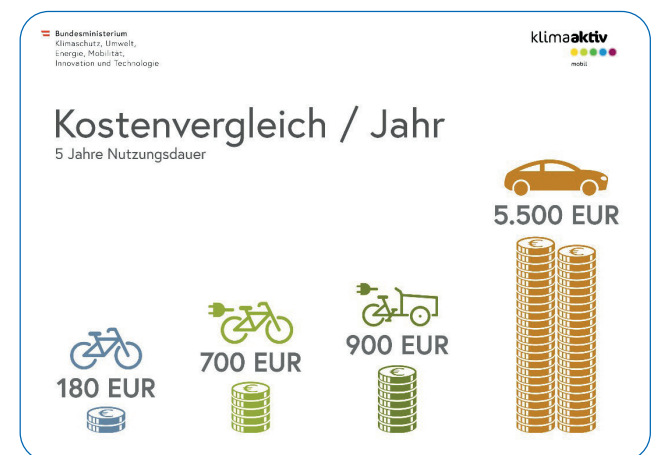 Bundesministerium
Klimaschutz, Umwelt,
Energie, Mobilität,
Innovation und Technologie
klimaaktiv
mobil
Kostenvergleich / Jahr
5 Jahre Nutzungsdauer
5.500 EUR
900 EUR
700 EUR
180 EUR
€
€
€
€
€